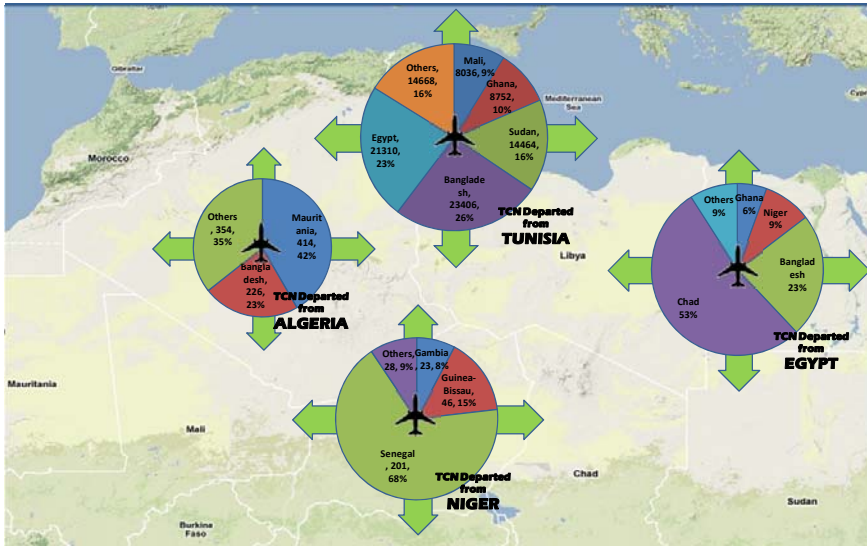 Gibraltar
Mediterranean
Sea
Cyp
Morocco
Libya
Mauritania
Mali
Burkina
Faso
Chad
Sudan
Others,
14668,
16%
Mali,
8036, 9%
Ghana,
8752,
10%
Sudan,
14464,
16%
Banglade
sh,
23406,
26%
Egypt,
21310,
23%
TCN Departed
from
TUNISIA
Others
, 354,
35%
Maurit
ania,
414,
42%
Bangla
desh,
226,
23%
TCN Departed
from
ALGERIA
Others
9%
Ghana
6%
Niger
9%
Banglad
esh
23%
Chad
53%
TCN Departed
from
EGYPT
Others,
28, 9%
Gambia
, 23, 8%
Guinea-
Bissau,
46, 15%
Senegal
, 201,
68%
TCN Departed
from
NIGER